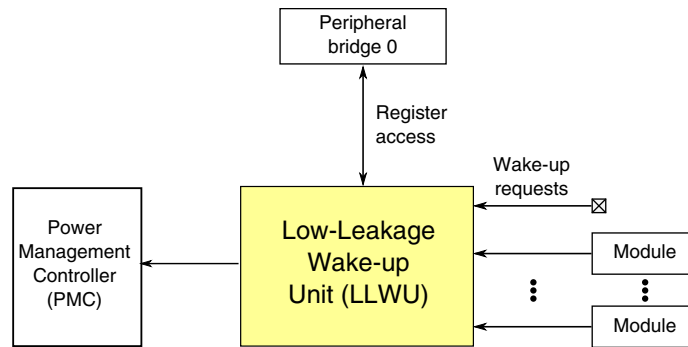 Peripheral
bridge 0
Register
access
Wake-up
requests
Power
Management
Controller
(PMC)
Low-Leakage
Wake-up
Unit (LLWU)
Module
Module